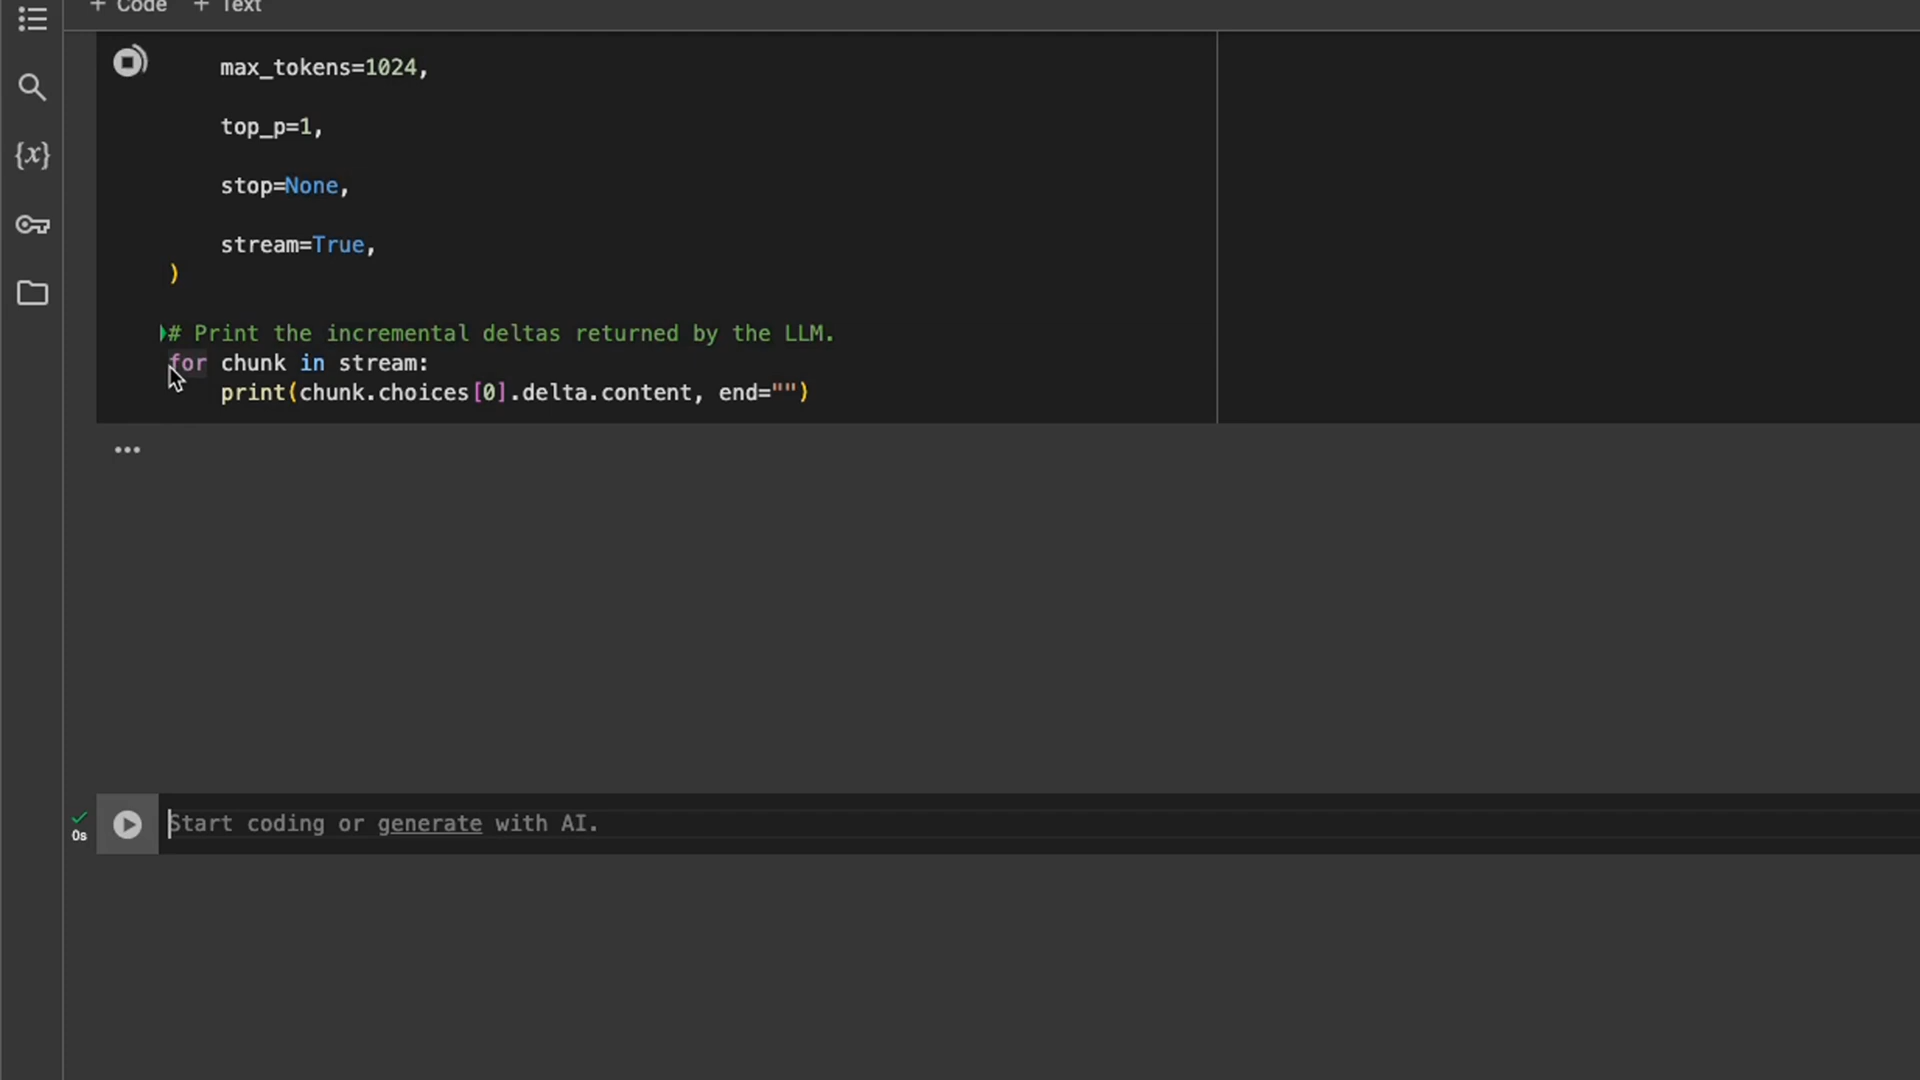 + Code + Text
max_tokens=1024,
{x}
top_p=1,
stop=None,
stream=True,
)
# Print the incremental deltas returned by the LLM.
for chunk in stream:
print(chunk.choices[0].delta.content, end="")
Start coding or generate with AI.
0s